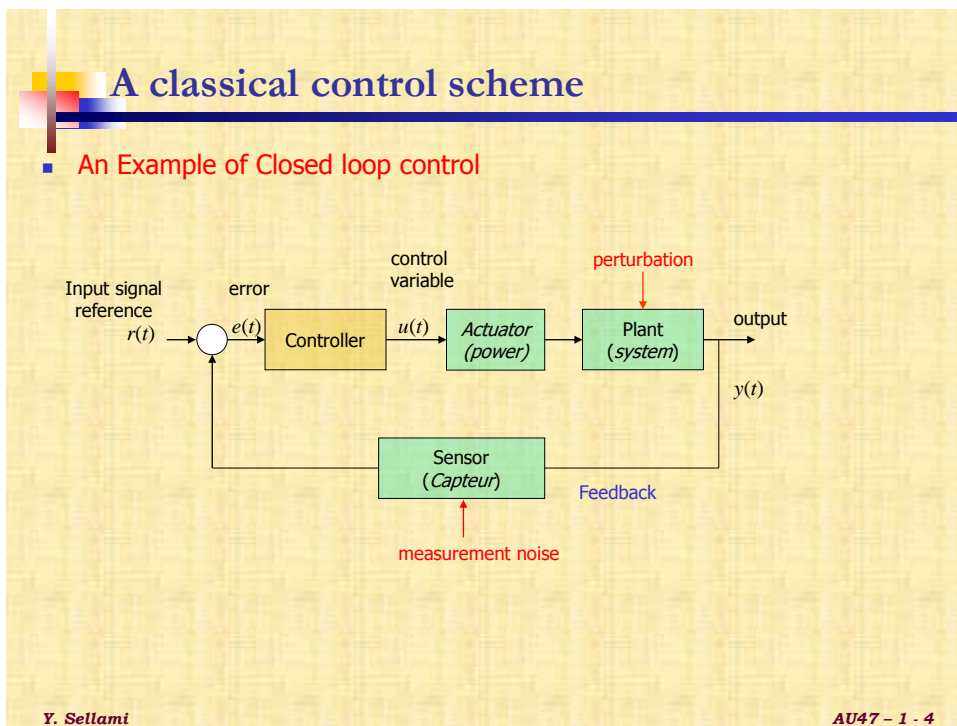 A classical control scheme
An Example of Closed loop control
Input signal
reference
r(t)
error
e(t)
Controller
control
variable
u(t)
Actuator
(power)
perturbation
Plant
(system)
output
y(t)
Sensor
(Capteur)
Feedback
measurement noise
Y. Sellami
AU47 – 1 - 4